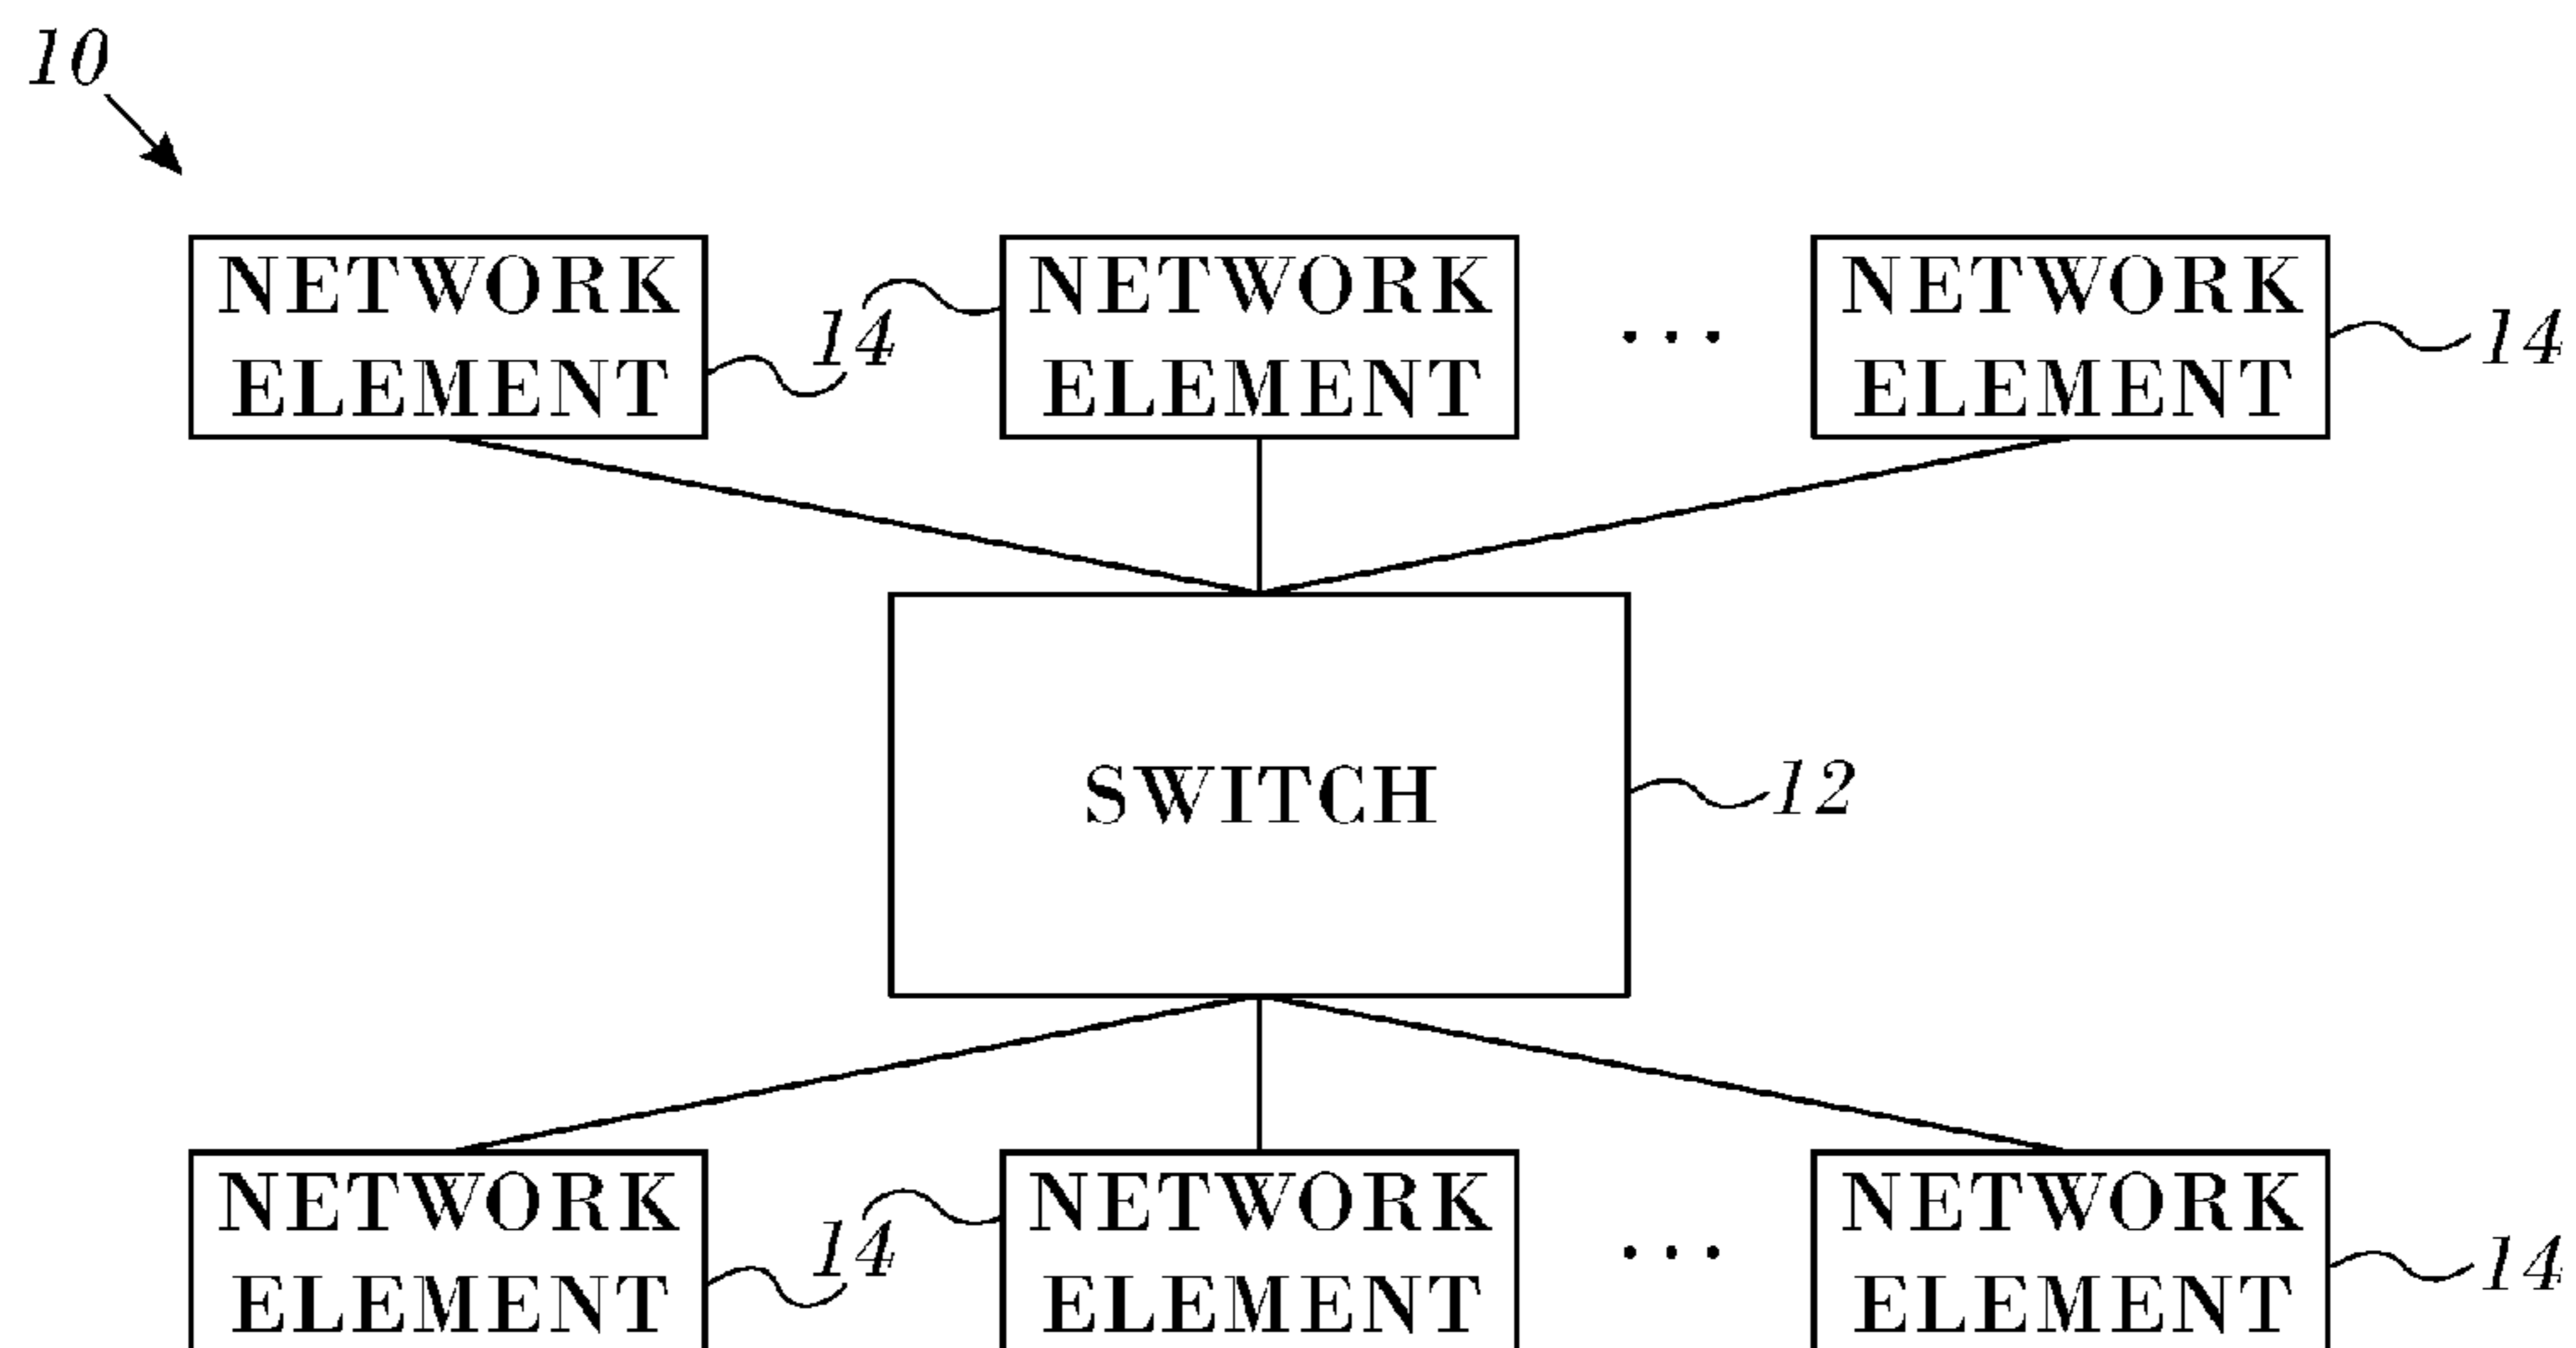 10
NETWORK NETWORK NETWORK
ELEMENT 14 ELEMENT ... ELEMENT 14
SWITCH 12
NETWORK NETWORK NETWORK
ELEMENT 14 ELEMENT ... ELEMENT 14